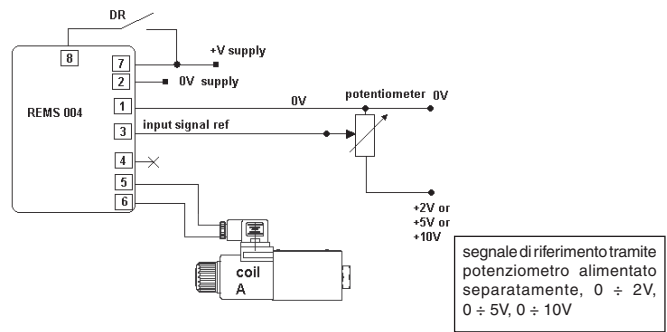 DR
8
+V supply
7
2
0V supply
REMS 004
1
0V
potentiometer 0V
3
input signal ref
4
5
6
+2V or
+5V or
+10V
coil
A
segnale di riferimento tramite
potenziometro alimentato
separatamente, 0 ÷ 2V,
0 ÷ 5V, 0 ÷ 10V